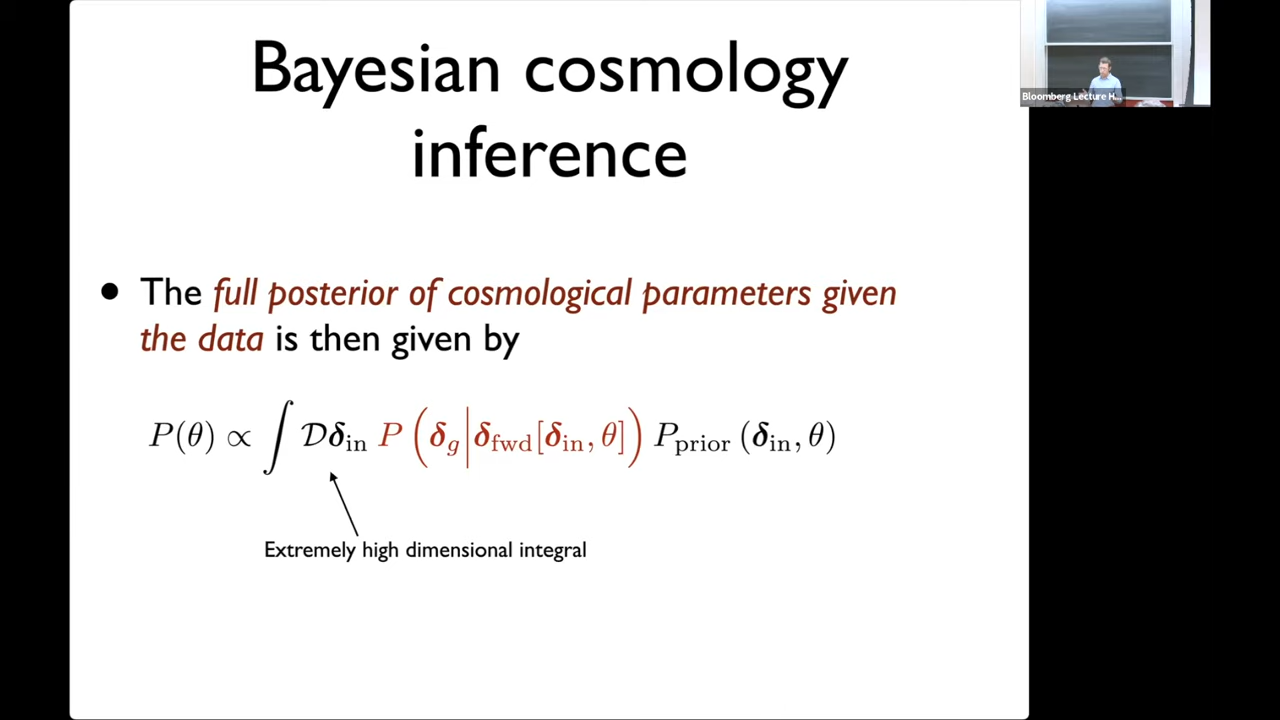 Bayesian cosmology
inference
Bloomberg Lecture H...
• The full posterior of cosmological parameters given
the data is then given by
P(θ) ∝ ∫ 𝒟δ_in P(δ_g|δ_fwd[δ_in, θ]) P_prior(δ_in, θ)
Extremely high dimensional integral